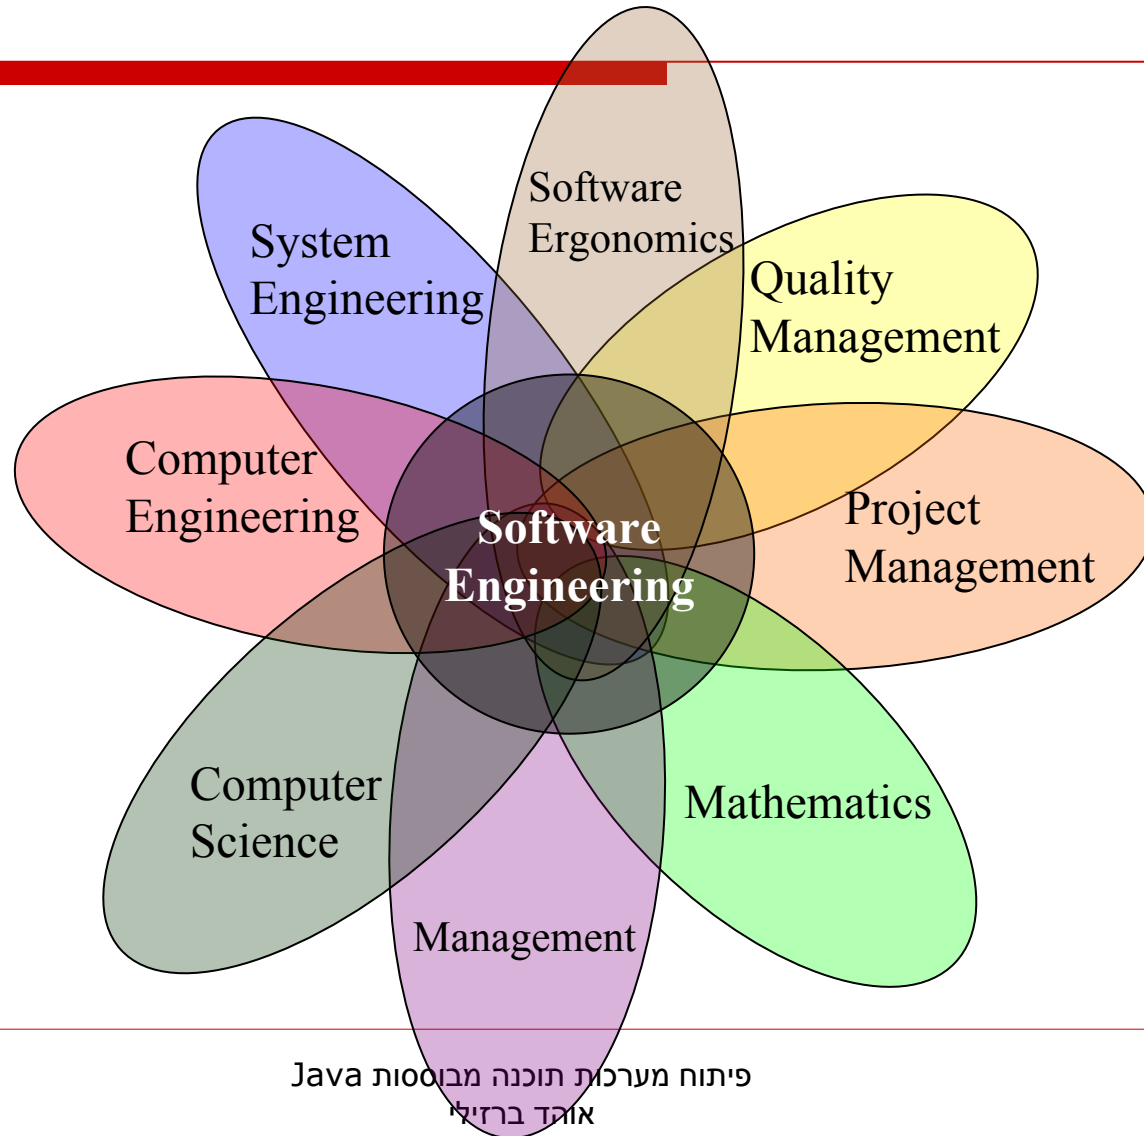 Software
Ergonomics
System
Engineering
Quality
Management
Computer
Engineering
Project
Management
Software
Engineering
Computer
Science
Mathematics
Management
פיתוח מערכות תוכנה מבוססות Java
אוהד ברזילי